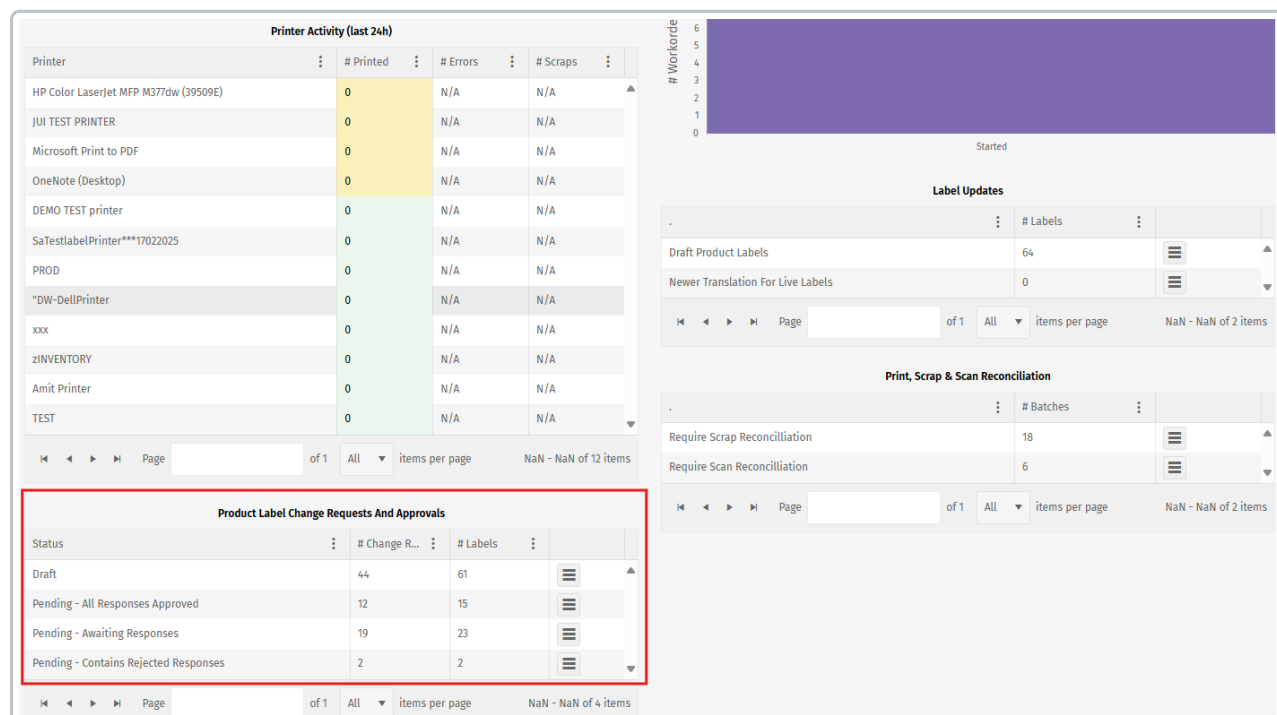 Printer Activity (last 24h)
Printer # Printed # Errors # Scraps
HP Color LaserJet MFP M377dw (39509E) 0 N/A N/A
JUI TEST PRINTER 0 N/A N/A
Microsoft Print to PDF 0 N/A N/A
OneNote (Desktop) 0 N/A N/A
DEMO TEST printer 0 N/A N/A
SaTestlabelPrinter***17022025 0 N/A N/A
PROD 0 N/A N/A
"DW-DellPrinter 0 N/A N/A
xxx 0 N/A N/A
zINVENTORY 0 N/A N/A
Amit Printer 0 N/A N/A
TEST 0 N/A N/A
Page of 1 All items per page NaN - NaN of 12 items
Product Label Change Requests And Approvals
Status # Change R... # Labels
Draft 44 61
Pending - All Responses Approved 12 15
Pending - Awaiting Responses 19 23
Pending - Contains Rejected Responses 2 2
Page of 1 All items per page NaN - NaN of 4 items
# Workorde
6
5
4
3
2
1
0
Started
Label Updates
. # Labels
Draft Product Labels 64
Newer Translation For Live Labels 0
Page of 1 All items per page NaN - NaN of 2 items
Print, Scrap & Scan Reconciliation
. # Batches
Require Scrap Reconcilliation 18
Require Scan Reconcilliation 6
Page of 1 All items per page NaN - NaN of 2 items